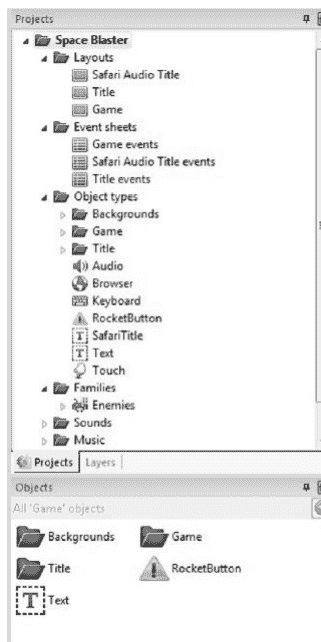 Projects
Space Blaster
Layouts
Safari Audio Title
Title
Game
Event sheets
Game events
Safari Audio Title events
Title events
Object types
Backgrounds
Game
Title
Audio
Browser
Keyboard
RocketButton
SafariTitle
Text
Touch
Families
Enemies
Sounds
Music
Projects Layers
Objects
All 'Game' objects
Backgrounds Game
Title RocketButton
T Text